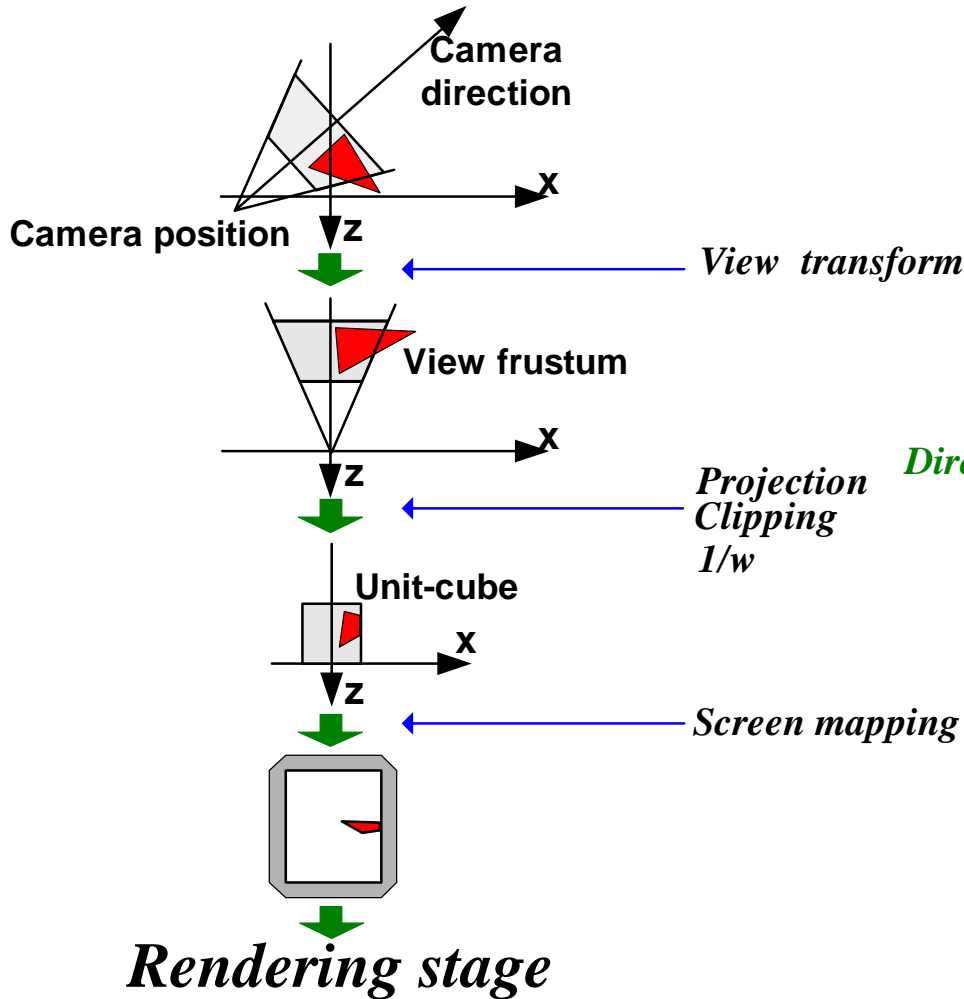 Camera
direction
x
Camera position
z
View transform
View frustum
x
z
Projection
Clipping
1/w
Unit-cube
x
z
Screen mapping
Rendering stage